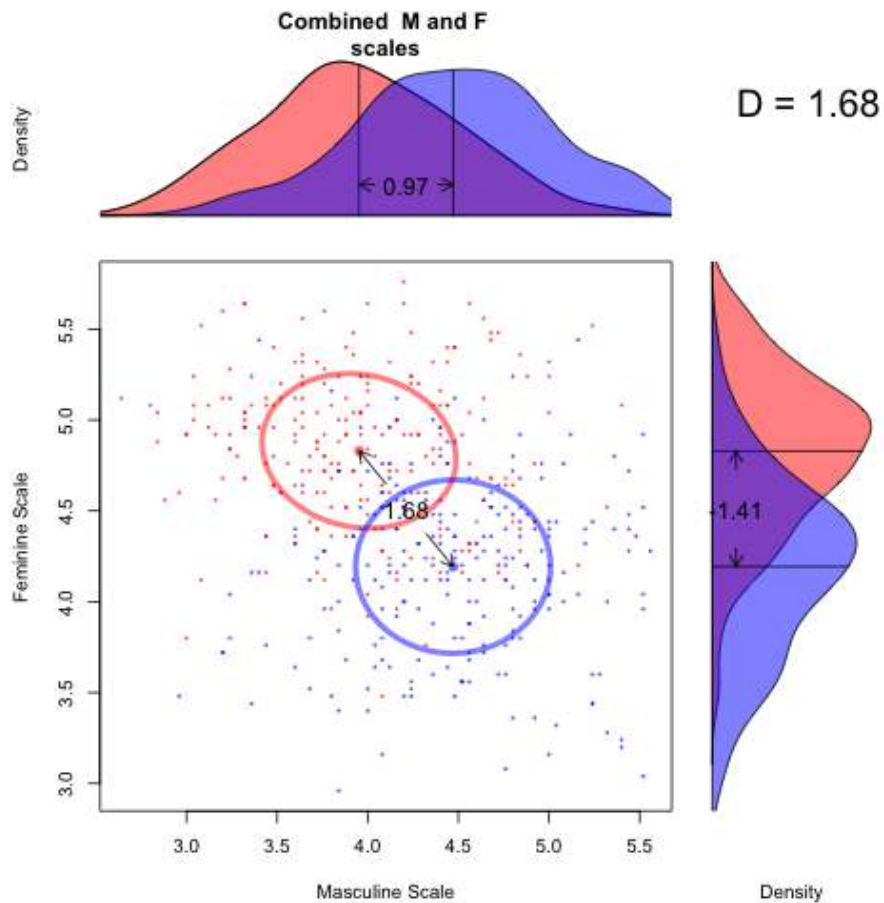 Combined M and F
scales
D = 1.68
Density
0.97
5.5
5.0
4.5
4.0
3.5
3.0
Feminine Scale
1.68
-1.41
3.0 3.5 4.0 4.5 5.0 5.5
Masculine Scale
Density